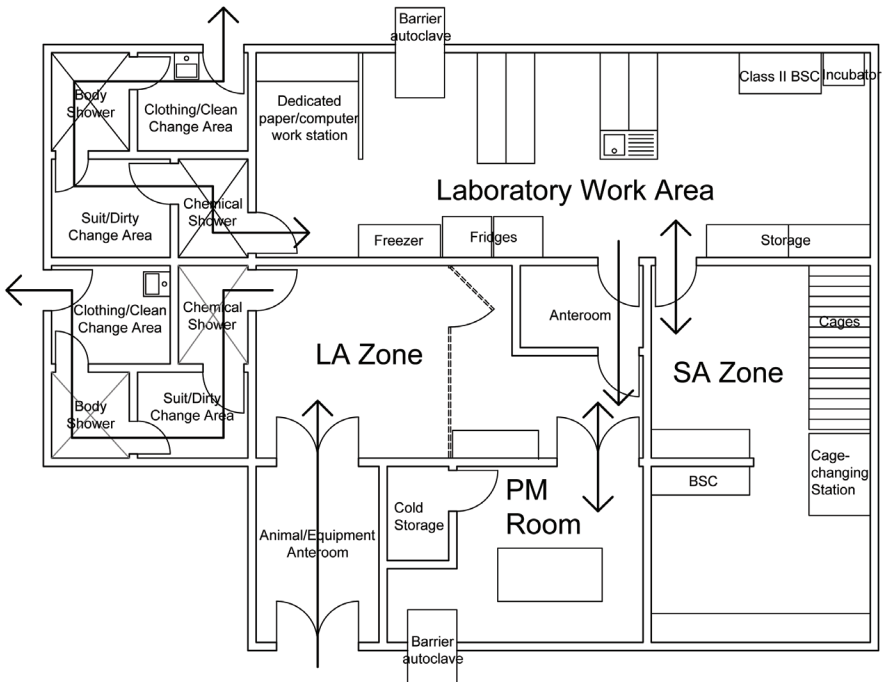 Barrier
autoclave
Body
Shower
Clothing/Clean
Change Area
Dedicated
paper/computer
work station
Class II BSC
Incubator
Laboratory Work Area
Suit/Dirty
Change Area
Chemical
Shower
Freezer
Fridges
Storage
Clothing/Clean
Change Area
Chemical
Shower
Anteroom
Cages
LA Zone
SA Zone
Body
Shower
Suit/Dirty
Change Area
Cage-
changing
Station
BSC
PM
Room
Cold
Storage
Animal/Equipment
Anteroom
Barrier
autoclave